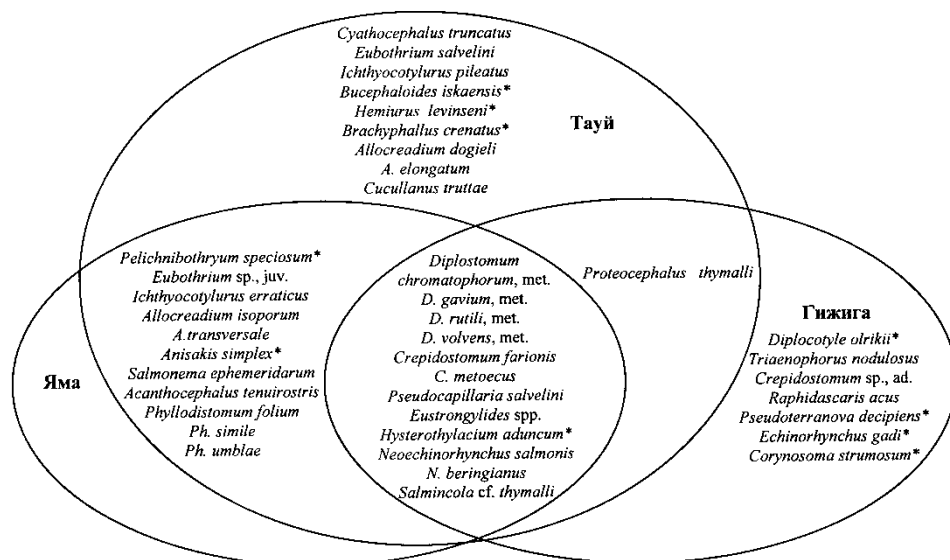 Cyathocephalus truncatus
Eubothrium salvelini
Ichthyocotylurus pileatus
Bucephaloides iskaensis*
Hemiurus levinseni*
Brachyphallus crenatus*
Allocreadium dogieli
A. elongatum
Cucullanus truttae
Тауй
Pelichnibothryum speciosum*
Eubothrium sp., juv.
Ichthyocotylurus erraticus
Allocreadium isoporum
A.transversale
Anisakis simplex*
Salmonema ephemeridarum
Acanthocephalus tenuirostris
Phyllodistomum folium
Ph. simile
Ph. umblae
Яма
Diplostomum
chromatophorum, met.
D. gavium, met.
D. rutili, met.
D. volvens, met.
Crepidostomum farionis
C. metoecus
Pseudocapillaria salvelini
Eustrongylides spp.
Hysterothylacium aduncum*
Neoechinorhynchus salmonis
N. beringianus
Salmincola cf. thymalli
Proteocephalus thymalli
Гижига
Diplocotyle olrikii*
Triaenophorus nodulosus
Crepidostomum sp., ad.
Raphidascaris acus
Pseudoterranova decipiens*
Echinorhynchus gadi*
Corynosoma strumosum*